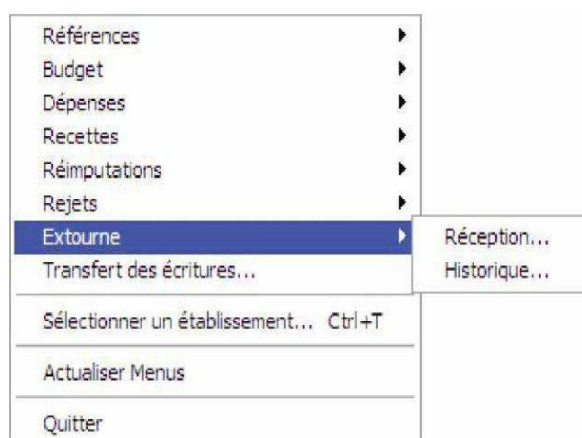 Références
Budget
Dépenses
Recettes
Réimputations
Rejets
Extourne
Réception...
Transfert des écritures...
Historique...
Sélectionner un établissement... Ctrl+T
Actualiser Menus
Quitter